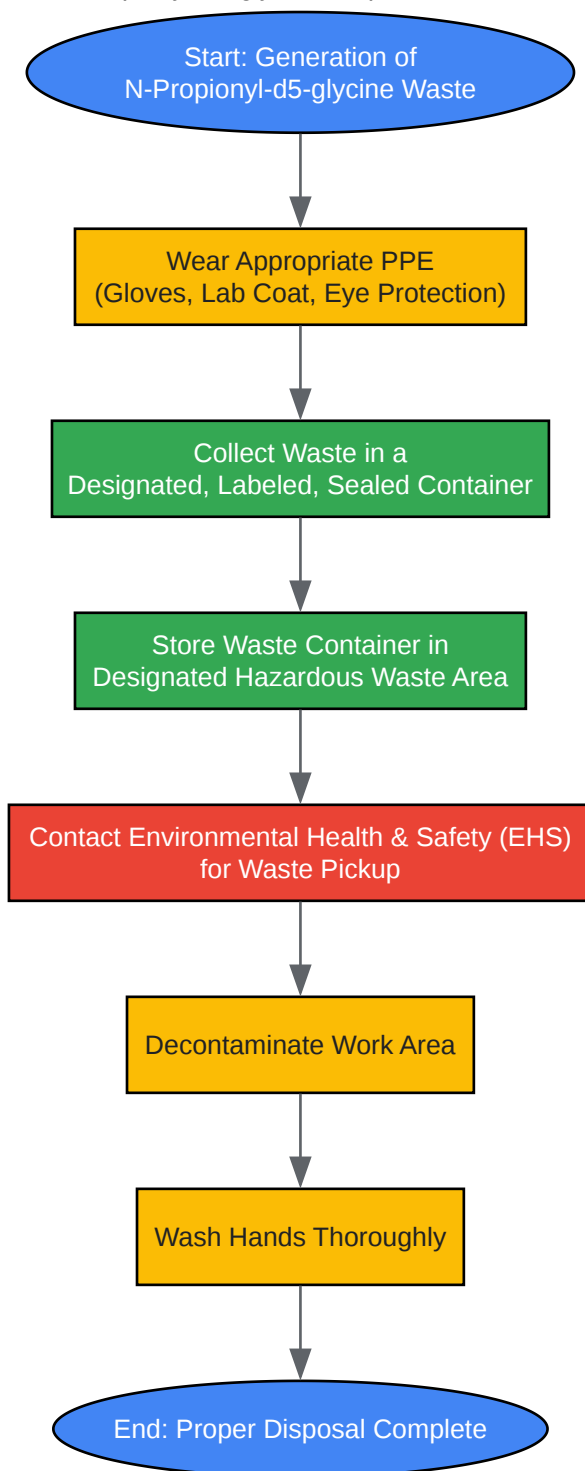 Start: Generation of
N-Propionyl-d5-glycine Waste
Wear Appropriate PPE
(Gloves, Lab Coat, Eye Protection)
Collect Waste in a
Designated, Labeled, Sealed Container
Store Waste Container in
Designated Hazardous Waste Area
Contact Environmental Health & Safety (EHS)
for Waste Pickup
Decontaminate Work Area
Wash Hands Thoroughly
End: Proper Disposal Complete